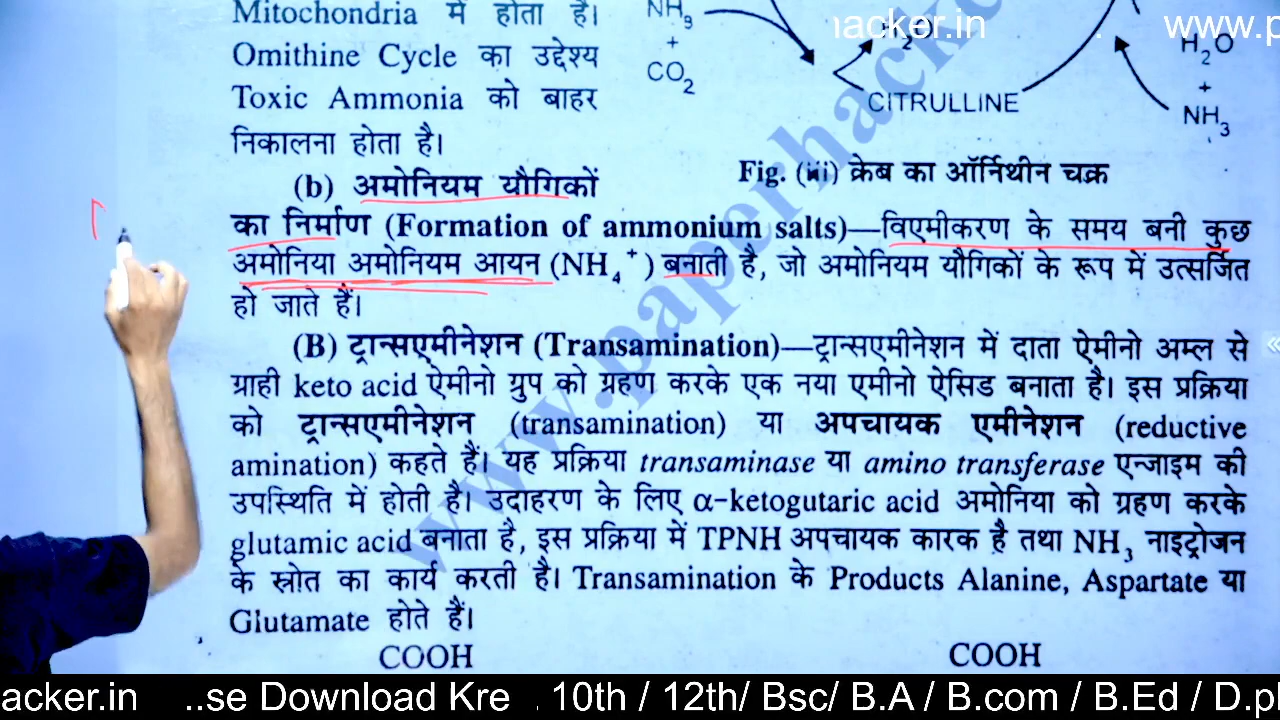 Mitochondria में होता है।
Omithine Cycle का उद्देश्य
Toxic Ammonia को बाहर
निकालना होता है।
NH3
+
CO2
H2
CITRULLINE
H2O
+
NH3
Fig. (iii) क्रेब का ऑर्निथीन चक्र
(b) अमोनियम यौगिकों
का निर्माण (Formation of ammonium salts)—विएमीकरण के समय बनी कुछ
अमोनिया अमोनियम आयन (NH4+) बनाती है, जो अमोनियम यौगिकों के रूप में उत्सर्जित
हो जाते हैं।
(B) ट्रान्सएमीनेशन (Transamination)—ट्रान्सएमीनेशन में दाता ऐमीनो अम्ल से
ग्राही keto acid ऐमीनो ग्रुप को ग्रहण करके एक नया एमीनो ऐसिड बनाता है। इस प्रक्रिया
को ट्रान्सएमीनेशन (transamination) या अपचायक एमीनेशन (reductive
amination) कहते हैं। यह प्रक्रिया transaminase या amino transferase एन्जाइम की
उपस्थिति में होती है। उदाहरण के लिए α-ketogutaric acid अमोनिया को ग्रहण करके
glutamic acid बनाता है, इस प्रक्रिया में TPNH अपचायक कारक है तथा NH3 नाइट्रोजन
के स्रोत का कार्य करती है। Transamination के Products Alanine, Aspartate या
Glutamate होते हैं।
COOH COOH
www.paperhacke
hacker.in www.p
acker.in ..se Download Kre 10th / 12th/ Bsc/ B.A / B.com / B.Ed / D.p